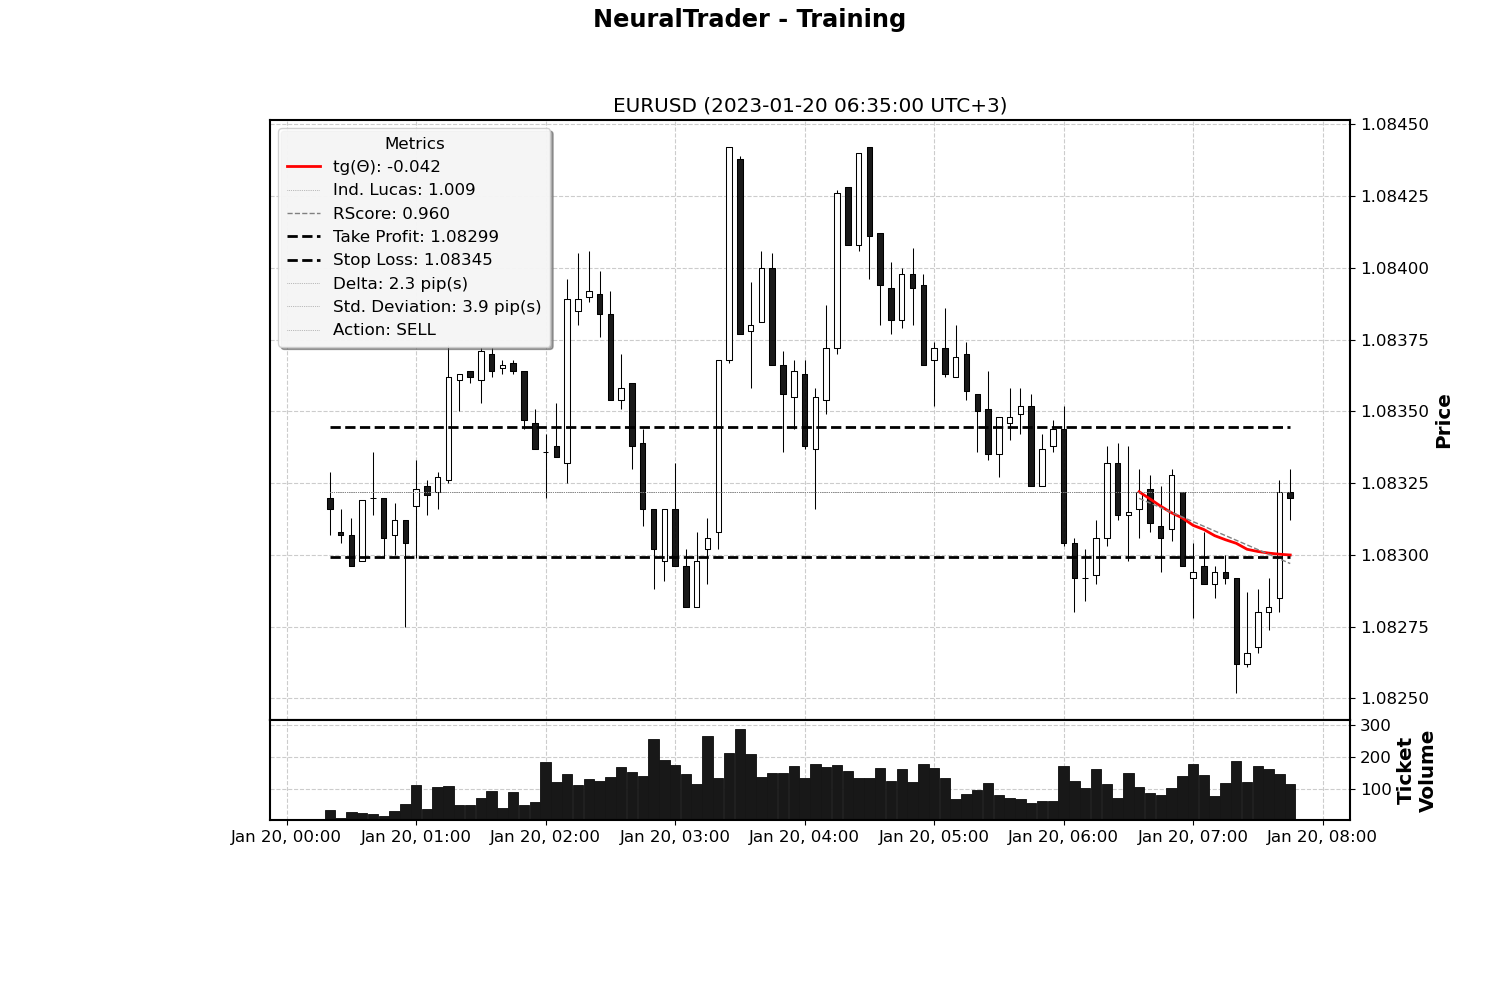 NeuralTrader - Training
EURUSD (2023-01-20 06:35:00 UTC+3)
Metrics
tg(Θ): -0.042
Ind. Lucas: 1.009
RScore: 0.960
Take Profit: 1.08299
Stop Loss: 1.08345
Delta: 2.3 pip(s)
Std. Deviation: 3.9 pip(s)
Action: SELL
1.08450
1.08425
1.08400
1.08375
1.08350
1.08325
1.08300
1.08275
1.08250
Price
300
200
100
Ticket
Volume
Jan 20, 00:00 Jan 20, 01:00 Jan 20, 02:00 Jan 20, 03:00 Jan 20, 04:00 Jan 20, 05:00 Jan 20, 06:00 Jan 20, 07:00 Jan 20, 08:00